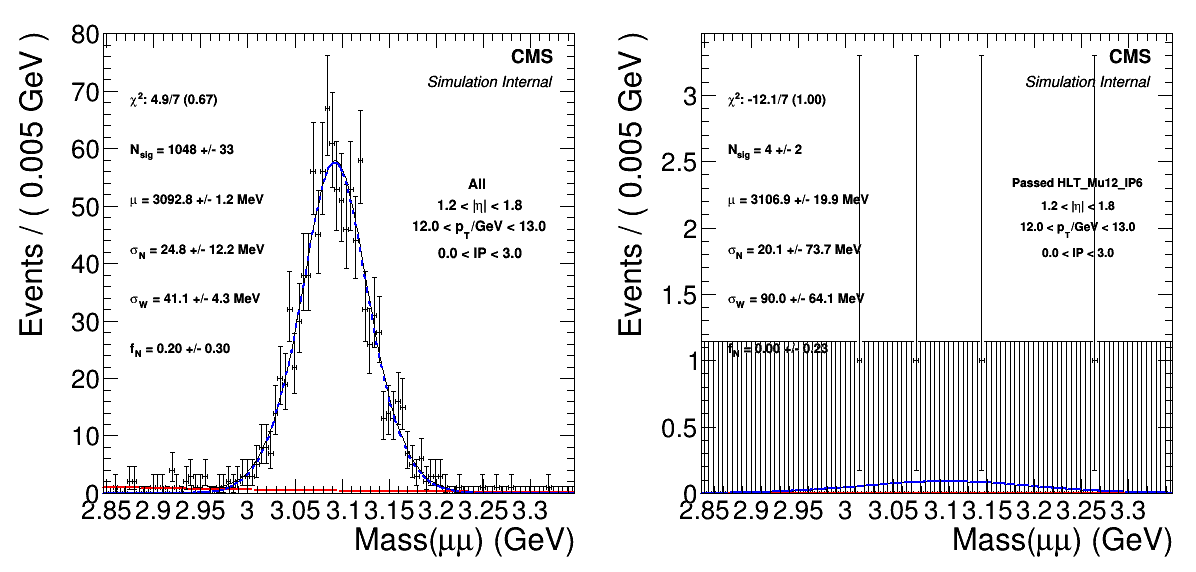 CMS
Simulation Internal
χ²: 4.9/7 (0.67)
N_sig = 1048 +/- 33
μ = 3092.8 +/- 1.2 MeV
σ_N = 24.8 +/- 12.2 MeV
σ_W = 41.1 +/- 4.3 MeV
f_N = 0.20 +/- 0.30
All
1.2 < |η| < 1.8
12.0 < p_T/GeV < 13.0
0.0 < IP < 3.0
Events / ( 0.005 GeV )
80
70
60
50
40
30
20
10
0
2.85 2.9 2.95 3 3.05 3.1 3.15 3.2 3.25 3.3
Mass(μμ) (GeV)
CMS
Simulation Internal
χ²: -12.1/7 (1.00)
N_sig = 4 +/- 2
μ = 3106.9 +/- 19.9 MeV
σ_N = 20.1 +/- 73.7 MeV
σ_W = 90.0 +/- 64.1 MeV
f_N = 0.00 +/- 0.23
Passed HLT_Mu12_IP6
1.2 < |η| < 1.8
12.0 < p_T/GeV < 13.0
0.0 < IP < 3.0
Events / ( 0.005 GeV )
3
2.5
2
1.5
1
0.5
0
2.85 2.9 2.95 3 3.05 3.1 3.15 3.2 3.25 3.3
Mass(μμ) (GeV)